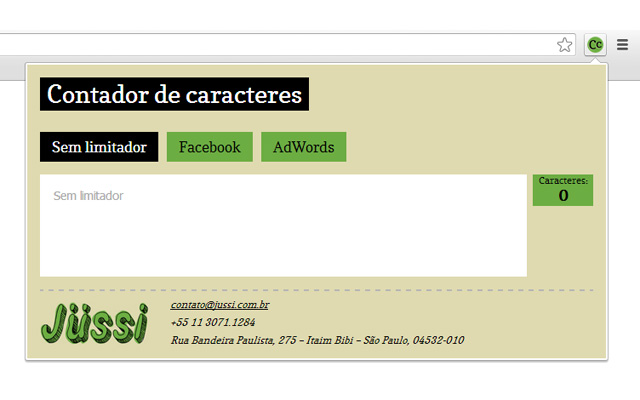 Cc
Contador de caracteres
Sem limitador
Facebook
AdWords
Sem limitador
Caracteres:
0
Jüssi
contato@jussi.com.br
+55 11 3071.1284
Rua Bandeira Paulista, 275 – Itaim Bibi – São Paulo, 04532-010